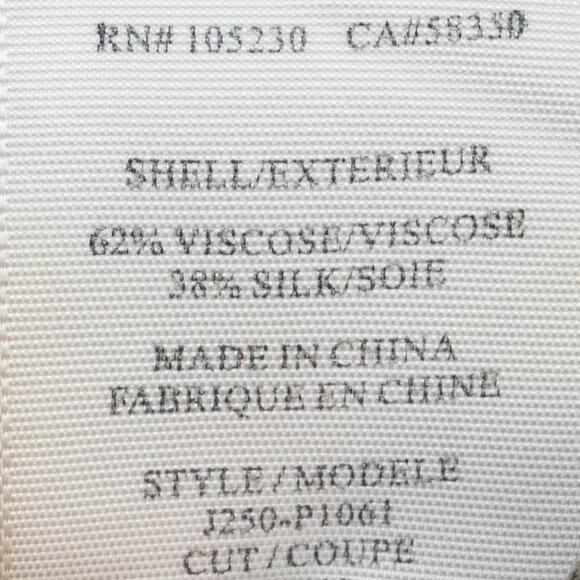 RN# 105230 CA#58350
SHELL/EXTERIEUR
62% VISCOSE/VISCOSE
38% SILK/SOIE
MADE IN CHINA
FABRIQUE EN CHINE
STYLE/MODELE
J250-P1061
CUT/COUPE